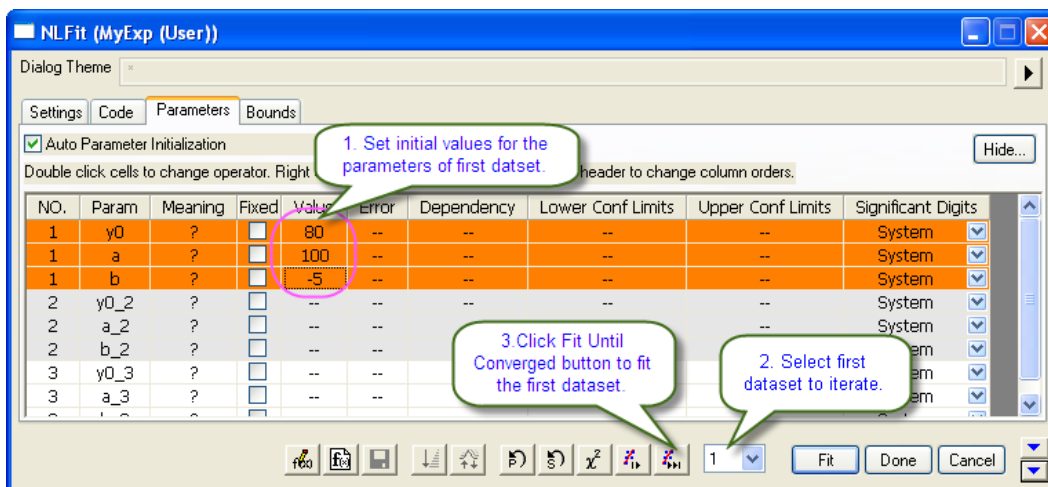 NLFit (MyExp (User))
Dialog Theme *
Settings Code Parameters Bounds
Auto Parameter Initialization
1. Set initial values for the
parameters of first datset.
Hide...
Double click cells to change operator. Right header to change column orders.
NO. Param Meaning Fixed Value Error Dependency Lower Conf Limits Upper Conf Limits Significant Digits
1 y0 ? 80 -- -- -- -- System
1 a ? 100 -- -- -- -- System
1 b ? -5 -- -- -- -- System
2 y0_2 ? -- -- -- -- -- System
2 a_2 ? -- -- -- System
2 b_2 ? -- -- em
3 y0_3 ? -- --
3 a_3 ? -- -- em
3.Click Fit Until
Converged button to fit
the first dataset.
2. Select first
dataset to iterate.
1 Fit Done Cancel